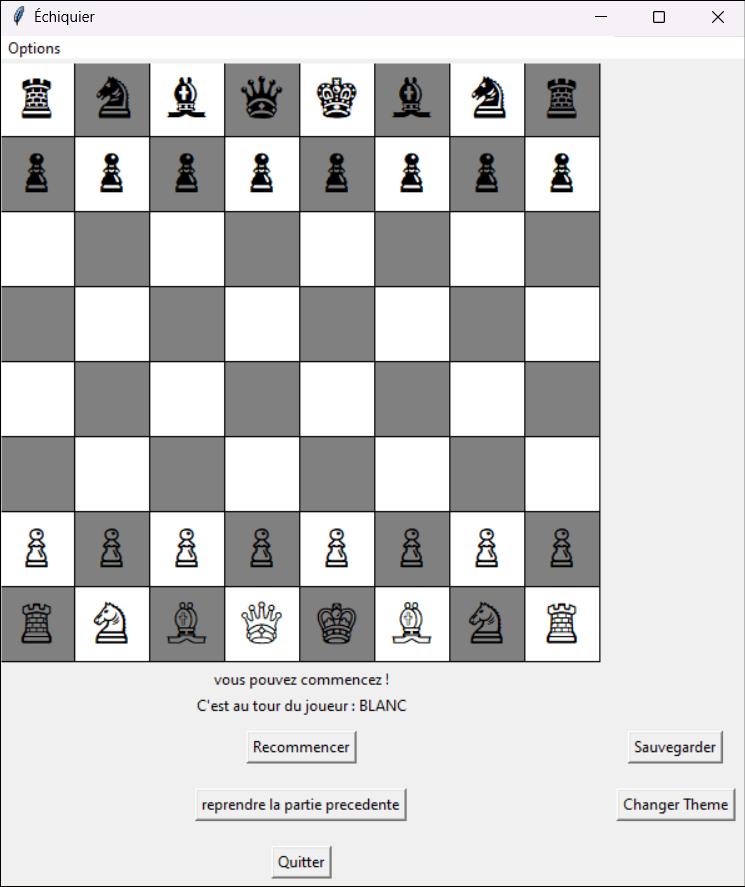 Échiquier
Options
vous pouvez commencez !
C'est au tour du joueur : BLANC
Recommencer
Sauvegarder
reprendre la partie precedente
Changer Theme
Quitter